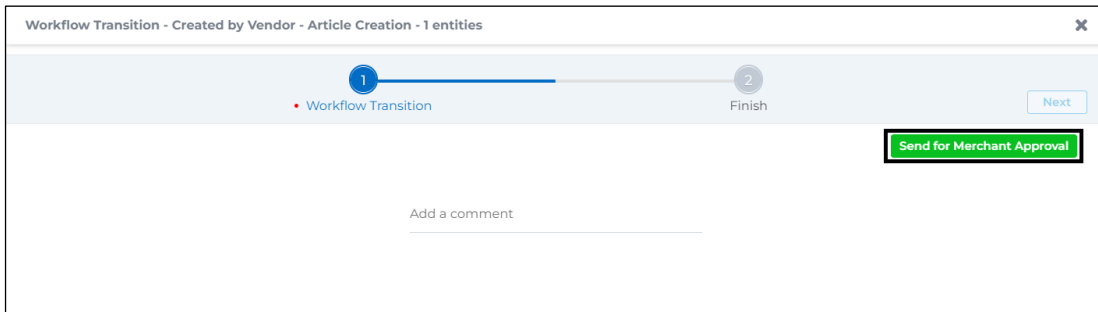 Workflow Transition - Created by Vendor - Article Creation - 1 entities
1
2
• Workflow Transition
Finish
Next
Send for Merchant Approval
Add a comment